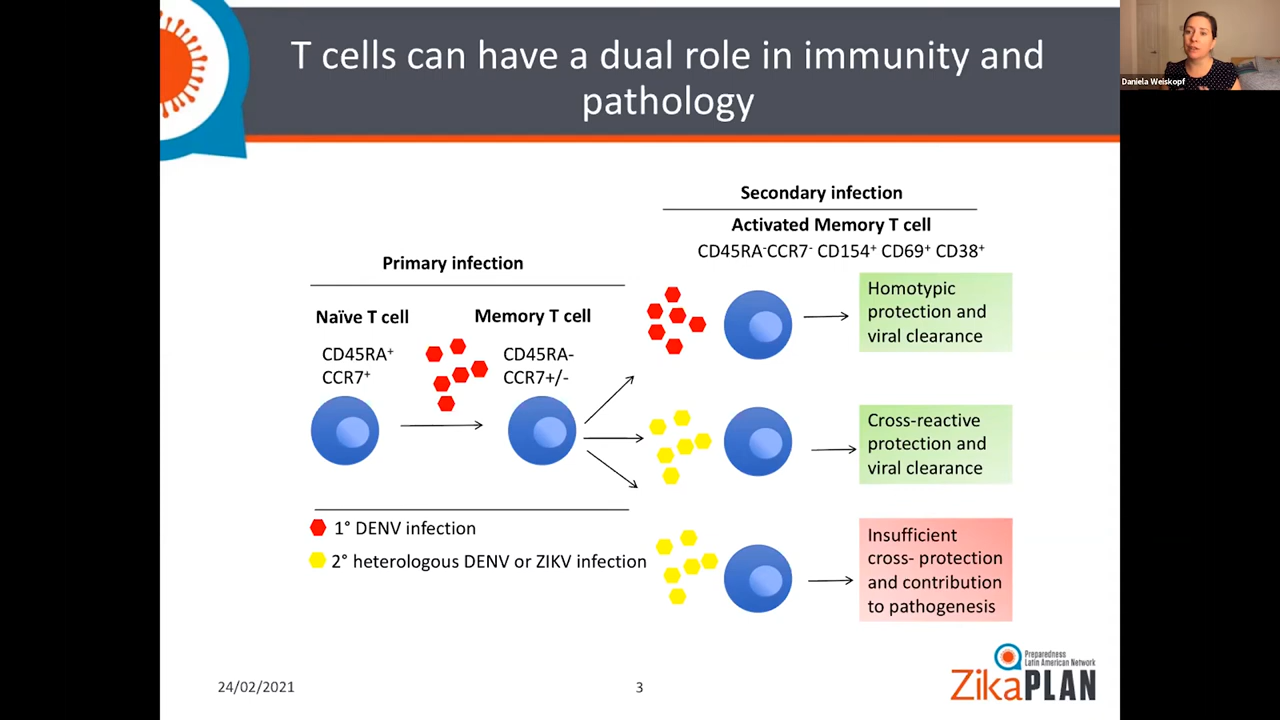 T cells can have a dual role in immunity and
pathology
Daniela Weiskopf
Secondary infection
Activated Memory T cell
CD45RA⁻CCR7⁻ CD154⁺ CD69⁺ CD38⁺
Primary infection
Naïve T cell
CD45RA⁺
CCR7⁺
Memory T cell
CD45RA-
CCR7+/-
Homotypic
protection and
viral clearance
Cross-reactive
protection and
viral clearance
Insufficient
cross- protection
and contribution
to pathogenesis
1° DENV infection
2° heterologous DENV or ZIKV infection
24/02/2021
3
Preparedness
Latin American Network
ZikaPLAN